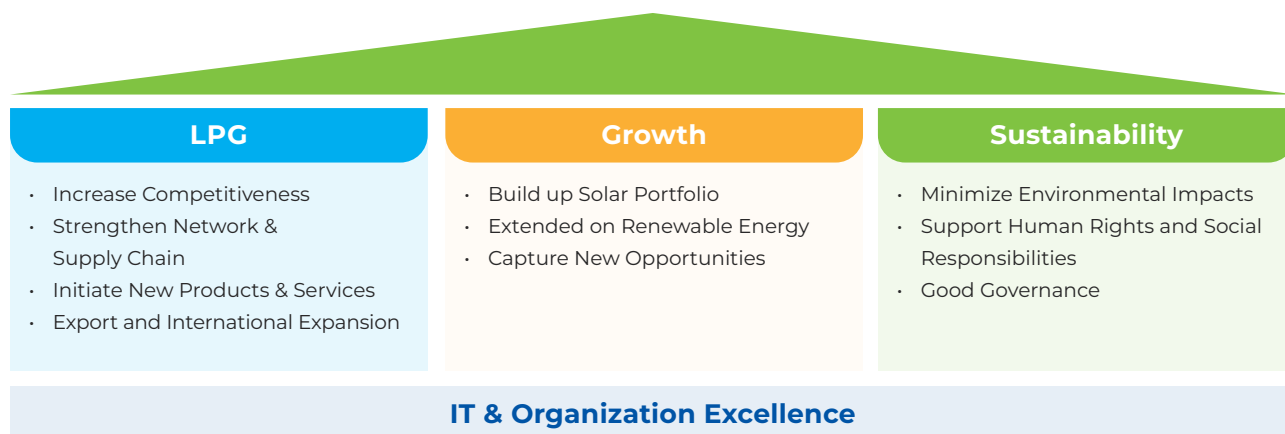 LPG
• Increase Competitiveness
• Strengthen Network &
Supply Chain
• Initiate New Products & Services
• Export and International Expansion
Growth
• Build up Solar Portfolio
• Extended on Renewable Energy
• Capture New Opportunities
Sustainability
• Minimize Environmental Impacts
• Support Human Rights and Social
Responsibilities
• Good Governance
IT & Organization Excellence